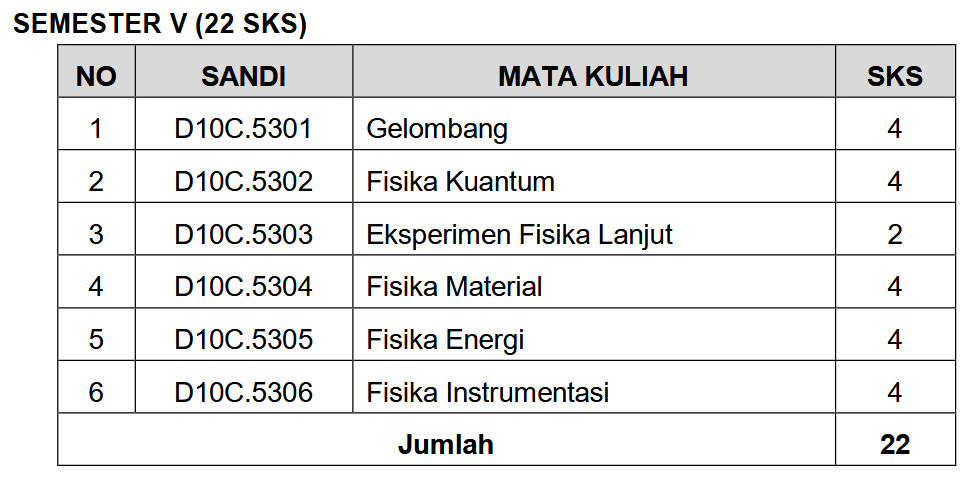 SEMESTER V (22 SKS)
NO SANDI MATA KULIAH SKS
1 D10C.5301 Gelombang 4
2 D10C.5302 Fisika Kuantum 4
3 D10C.5303 Eksperimen Fisika Lanjut 2
4 D10C.5304 Fisika Material 4
5 D10C.5305 Fisika Energi 4
6 D10C.5306 Fisika Instrumentasi 4
Jumlah 22